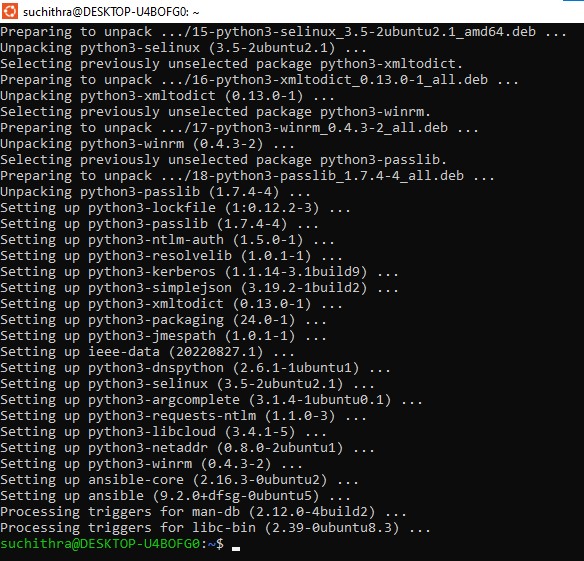 suchithra@DESKTOP-U4BOFG0: ~
Preparing to unpack .../15-python3-selinux_3.5-2ubuntu2.1_amd64.deb ...
Unpacking python3-selinux (3.5-2ubuntu2.1) ...
Selecting previously unselected package python3-xmltodict.
Preparing to unpack .../16-python3-xmltodict_0.13.0-1_all.deb ...
Unpacking python3-xmltodict (0.13.0-1) ...
Selecting previously unselected package python3-winrm.
Preparing to unpack .../17-python3-winrm_0.4.3-2_all.deb ...
Unpacking python3-winrm (0.4.3-2) ...
Selecting previously unselected package python3-passlib.
Preparing to unpack .../18-python3-passlib_1.7.4-4_all.deb ...
Unpacking python3-passlib (1.7.4-4) ...
Setting up python3-lockfile (1:0.12.2-3) ...
Setting up python3-passlib (1.7.4-4) ...
Setting up python3-ntlm-auth (1.5.0-1) ...
Setting up python3-resolvelib (1.0.1-1) ...
Setting up python3-kerberos (1.1.14-3.1build9) ...
Setting up python3-simplejson (3.19.2-1build2) ...
Setting up python3-xmltodict (0.13.0-1) ...
Setting up python3-packaging (24.0-1) ...
Setting up python3-jmespath (1.0.1-1) ...
Setting up ieee-data (20220827.1) ...
Setting up python3-dnspython (2.6.1-1ubuntu1) ...
Setting up python3-selinux (3.5-2ubuntu2.1) ...
Setting up python3-argcomplete (3.1.4-1ubuntu0.1) ...
Setting up python3-requests-ntlm (1.1.0-3) ...
Setting up python3-libcloud (3.4.1-5) ...
Setting up python3-netaddr (0.8.0-2ubuntu1) ...
Setting up python3-winrm (0.4.3-2) ...
Setting up ansible-core (2.16.3-0ubuntu2) ...
Setting up ansible (9.2.0+dfsg-0ubuntu5) ...
Processing triggers for man-db (2.12.0-4build2) ...
Processing triggers for libc-bin (2.39-0ubuntu8.3) ...
suchithra@DESKTOP-U4BOFG0:~$